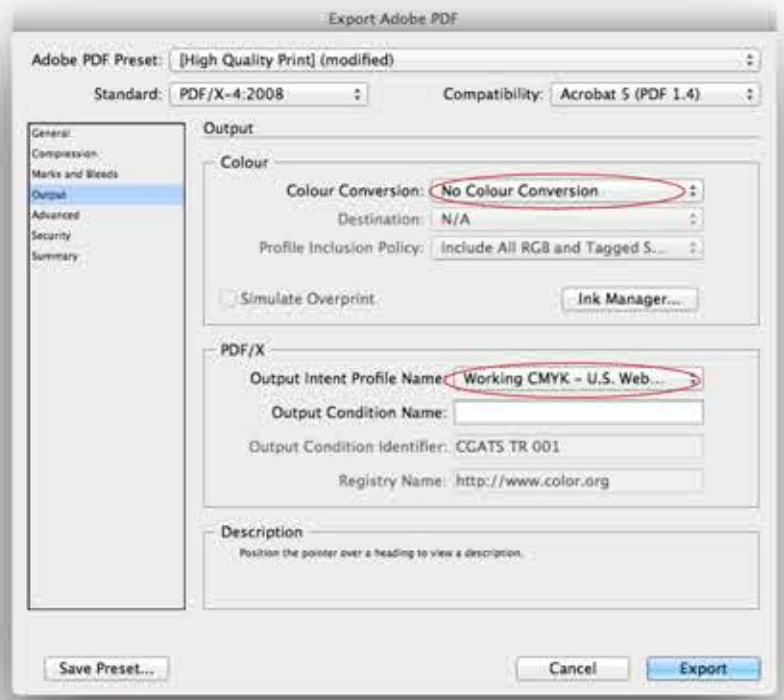 Export Adobe PDF
Adobe PDF Preset: [High Quality Print] (modified)
Standard: PDF/X-4:2008 Compatibility: Acrobat 5 (PDF 1.4)
General
Compression
Marks and Bleeds
Output
Advanced
Security
Summary
Output
Colour
Colour Conversion: No Colour Conversion
Destination: N/A
Profile Inclusion Policy: Include All RGB and Tagged S...
Simulate Overprint Ink Manager...
PDF/X
Output Intent Profile Name: Working CMYK - U.S. Web...
Output Condition Name:
Output Condition Identifier: CGATS TR 001
Registry Name: http://www.color.org
Description
Position the pointer over a heading to view a description.
Save Preset... Cancel Export